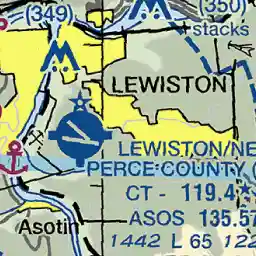 (349)
(350)
stacks
LEWISTON
LEWISTON/NE
PERCE COUNTY (
CT - 119.4
ASOS 135.57
1442 L 65 122
Asotin